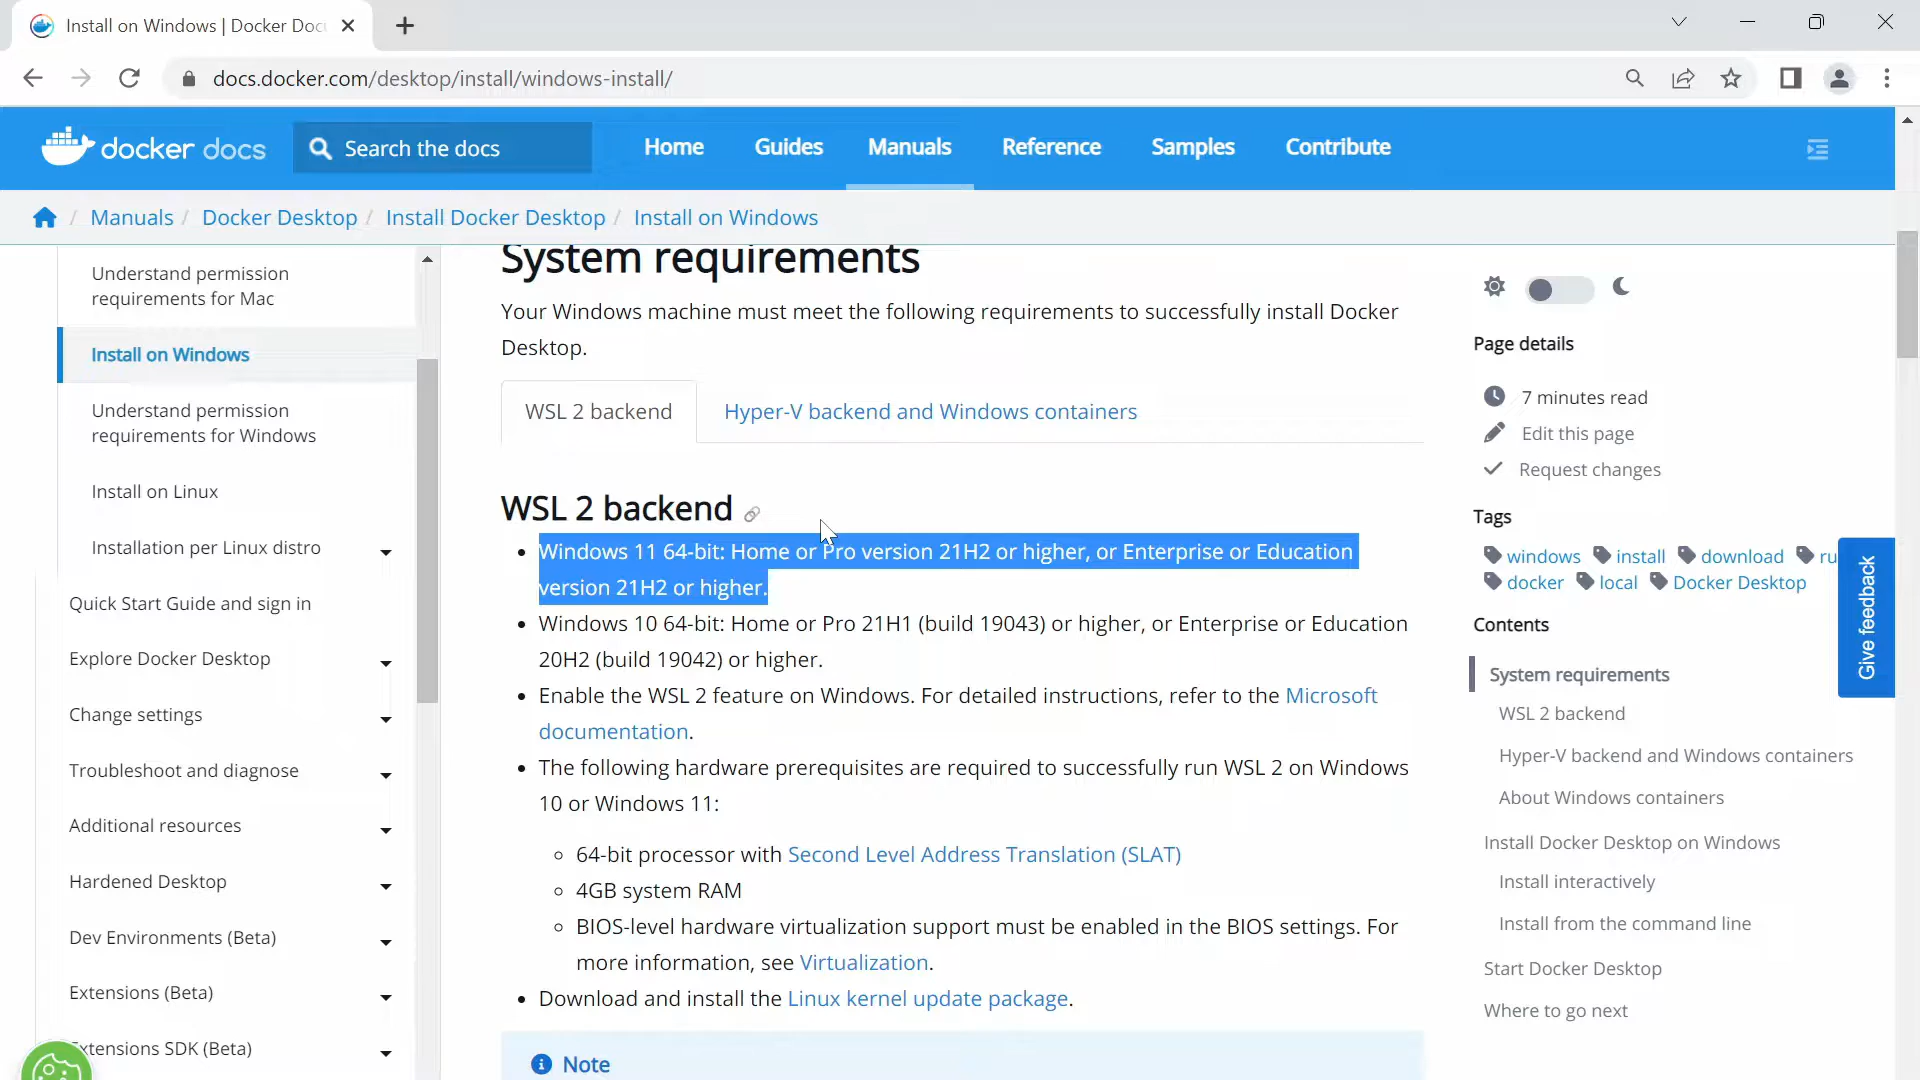 Install on Windows | Docker Doc
docs.docker.com/desktop/install/windows-install/
docker docs
Search the docs
Home
Guides
Manuals
Reference
Samples
Contribute
/ Manuals / Docker Desktop / Install Docker Desktop / Install on Windows
Understand permission
requirements for Mac
Install on Windows
Understand permission
requirements for Windows
Install on Linux
Installation per Linux distro
Quick Start Guide and sign in
Explore Docker Desktop
Change settings
Troubleshoot and diagnose
Additional resources
Hardened Desktop
Dev Environments (Beta)
Extensions (Beta)
Extensions SDK (Beta)
System requirements
Your Windows machine must meet the following requirements to successfully install Docker
Desktop.
WSL 2 backend
Hyper-V backend and Windows containers
WSL 2 backend
• Windows 11 64-bit: Home or Pro version 21H2 or higher, or Enterprise or Education
version 21H2 or higher.
• Windows 10 64-bit: Home or Pro 21H1 (build 19043) or higher, or Enterprise or Education
20H2 (build 19042) or higher.
• Enable the WSL 2 feature on Windows. For detailed instructions, refer to the Microsoft
documentation.
• The following hardware prerequisites are required to successfully run WSL 2 on Windows
10 or Windows 11:
◦ 64-bit processor with Second Level Address Translation (SLAT)
◦ 4GB system RAM
◦ BIOS-level hardware virtualization support must be enabled in the BIOS settings. For
more information, see Virtualization.
• Download and install the Linux kernel update package.
Note
Page details
7 minutes read
Edit this page
Request changes
Tags
windows install download ru
docker local Docker Desktop
Contents
System requirements
WSL 2 backend
Hyper-V backend and Windows containers
About Windows containers
Install Docker Desktop on Windows
Install interactively
Install from the command line
Start Docker Desktop
Where to go next
Give feedback